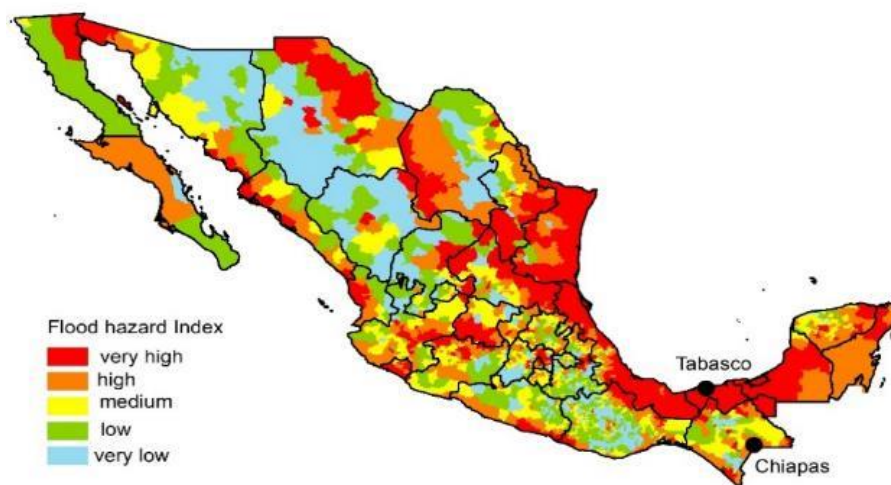 Flood hazard Index
very high
high
medium
low
very low
Tabasco
Chiapas